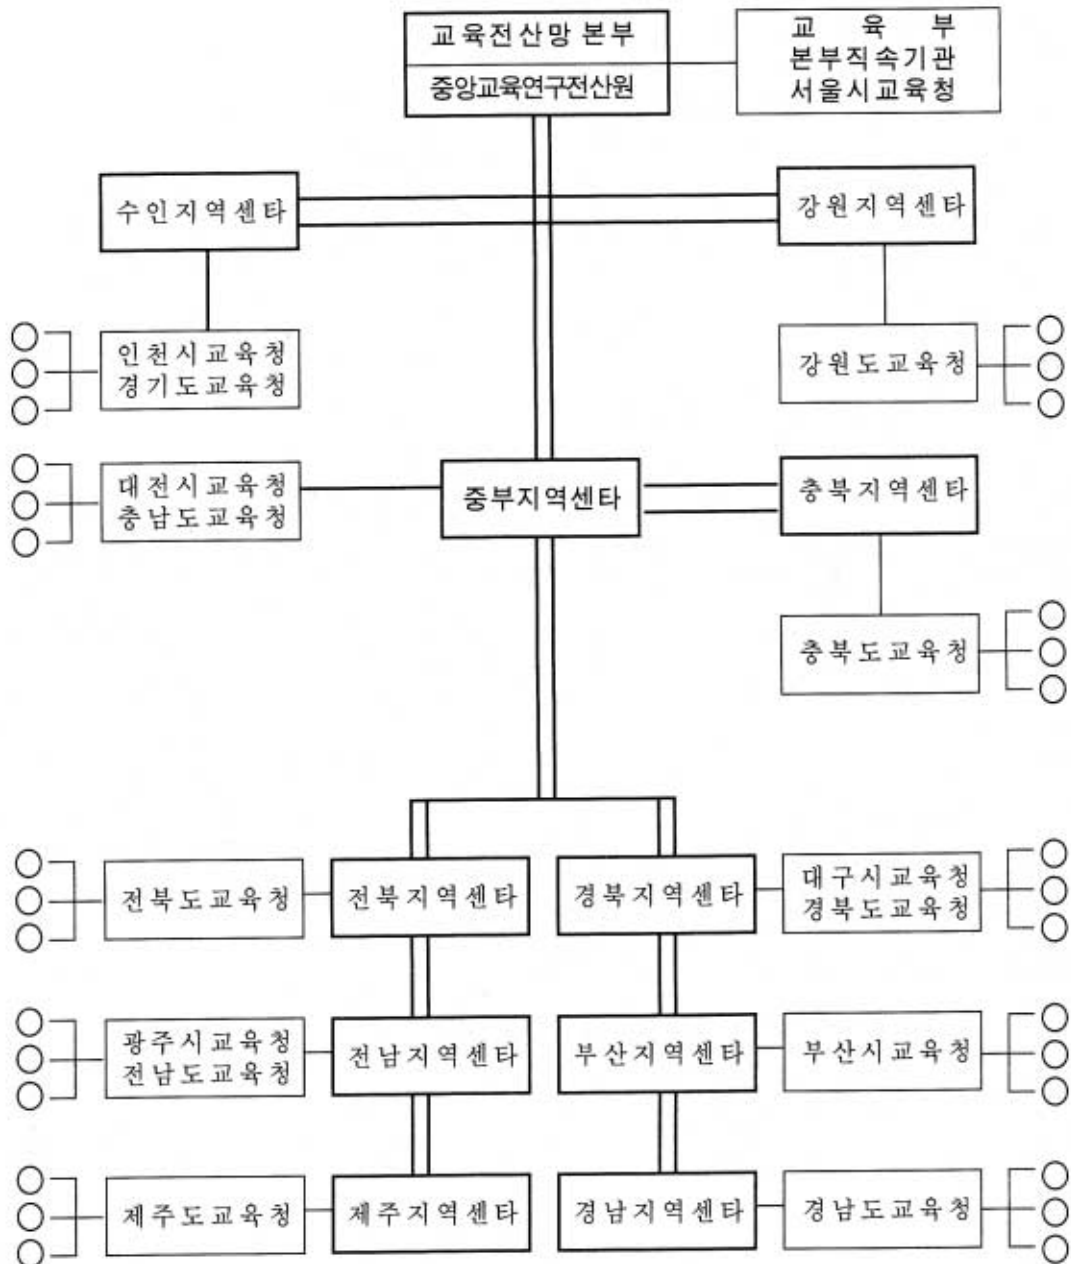 교육전산망 본부
중앙교육연구전산원
교 육 부
본부직속기관
서울시교육청
수인지역센타
강원지역센타
인천시교육청
경기도교육청
강원도교육청
대전시교육청
충남도교육청
중부지역센타
충북지역센타
충북도교육청
전북도교육청
전북지역센타
경북지역센타
대구시교육청
경북도교육청
광주시교육청
전남도교육청
전남지역센타
부산지역센타
부산시교육청
제주도교육청
제주지역센타
경남지역센타
경남도교육청